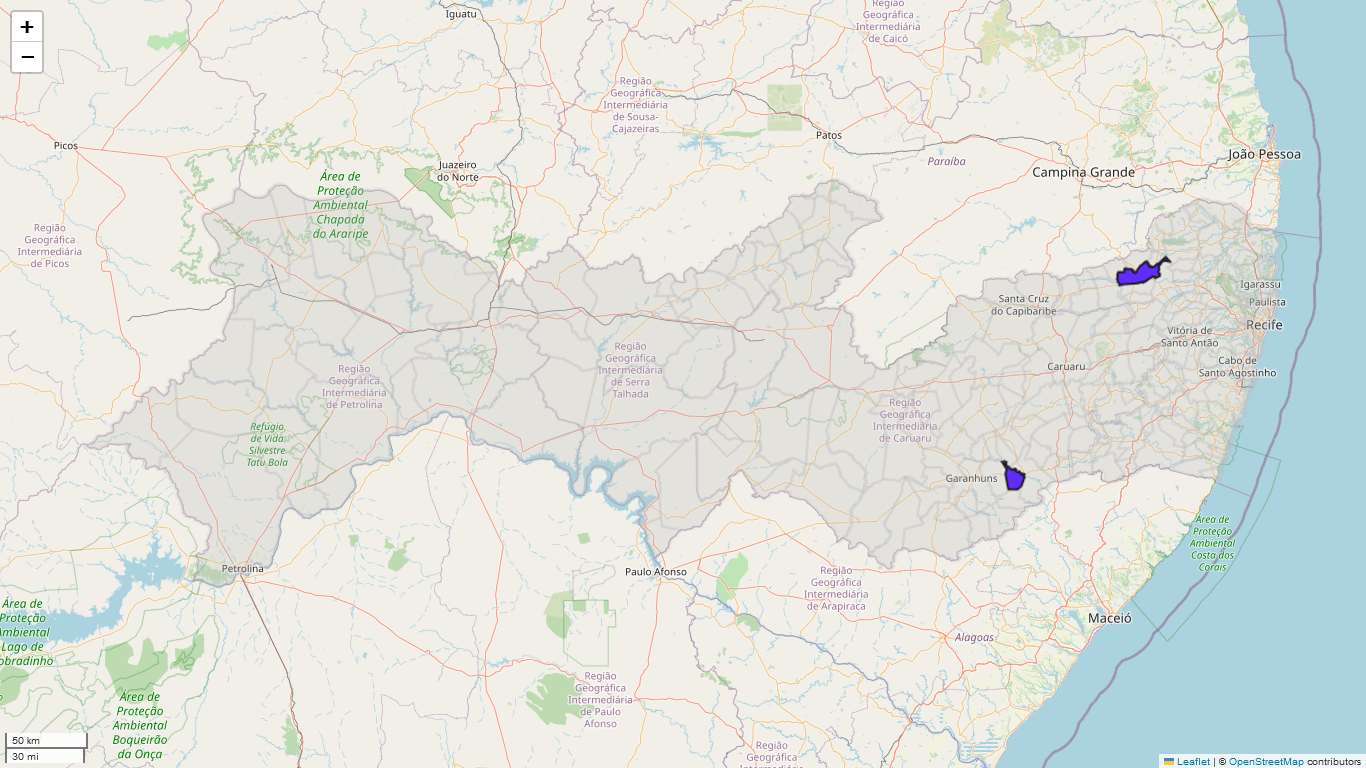 +
−
Iguatu
Região
Geográfica
Intermediária
de Caicó
Região
Geográfica
Intermediária
de Sousa-
Cajazeiras
Patos
Picos
Juazeiro
do Norte
Paraíba
João Pessoa
Campina Grande
Área de
Proteção
Ambiental
Chapada
do Araripe
Região
Geográfica
Intermediária
de Picos
Igarassu
Paulista
Santa Cruz
do Capibaribe
Recife
Vitória de
Santo Antão
Cabo de
Santo Agostinho
Caruaru
Região
Geográfica
Intermediária
de Serra
Talhada
Região
Geográfica
Intermediária
de Petrolina
Região
Geográfica
Intermediária
de Caruaru
Refúgio
de Vida
Silvestre
Tatu Bola
Garanhuns
Área de
Proteção
Ambiental
Costa dos
Corais
Petrolina
Paulo Afonso
Região
Geográfica
Intermediária
de Arapiraca
Área de
Proteção
Ambiental
Lago de
obradinho
Maceió
Alagoas
Região
Geográfica
Intermediária
de Paulo
Afonso
Área de
Proteção
Ambiental
Boqueirão
da Onça
Região
Geográfica
50 km
30 mi
Leaflet | © OpenStreetMap contributors